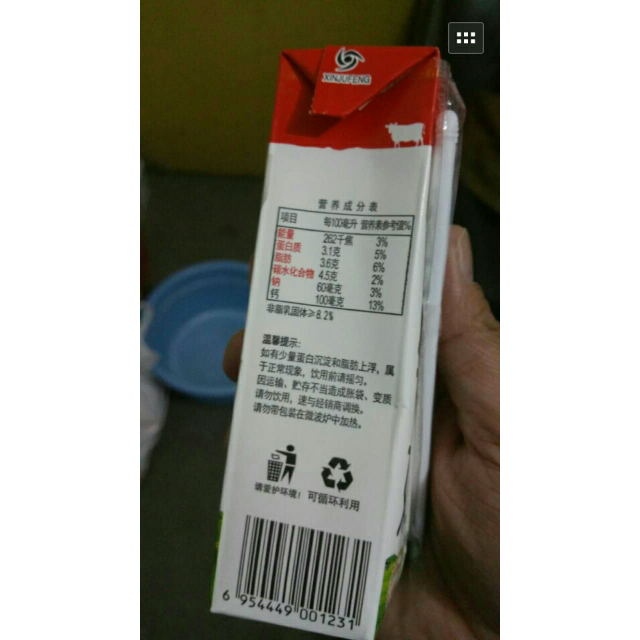 XINJUFENG
营养成分表
项目 每100毫升 营养素参考值%
能量 262千焦 3%
蛋白质 3.1克 5%
脂肪 3.6克 6%
碳水化合物 4.5克 2%
钠 60毫克 3%
钙 100毫克 13%
非脂乳固体≥8.2%
温馨提示:
如有少量蛋白沉淀和脂肪上浮，属
于正常现象，饮用前请摇匀。
因运输、贮存不当造成胀袋、变质
请勿饮用，速与经销商调换。
请勿带包装在微波炉中加热。
请爱护环境! 可循环利用
6 954449 001231